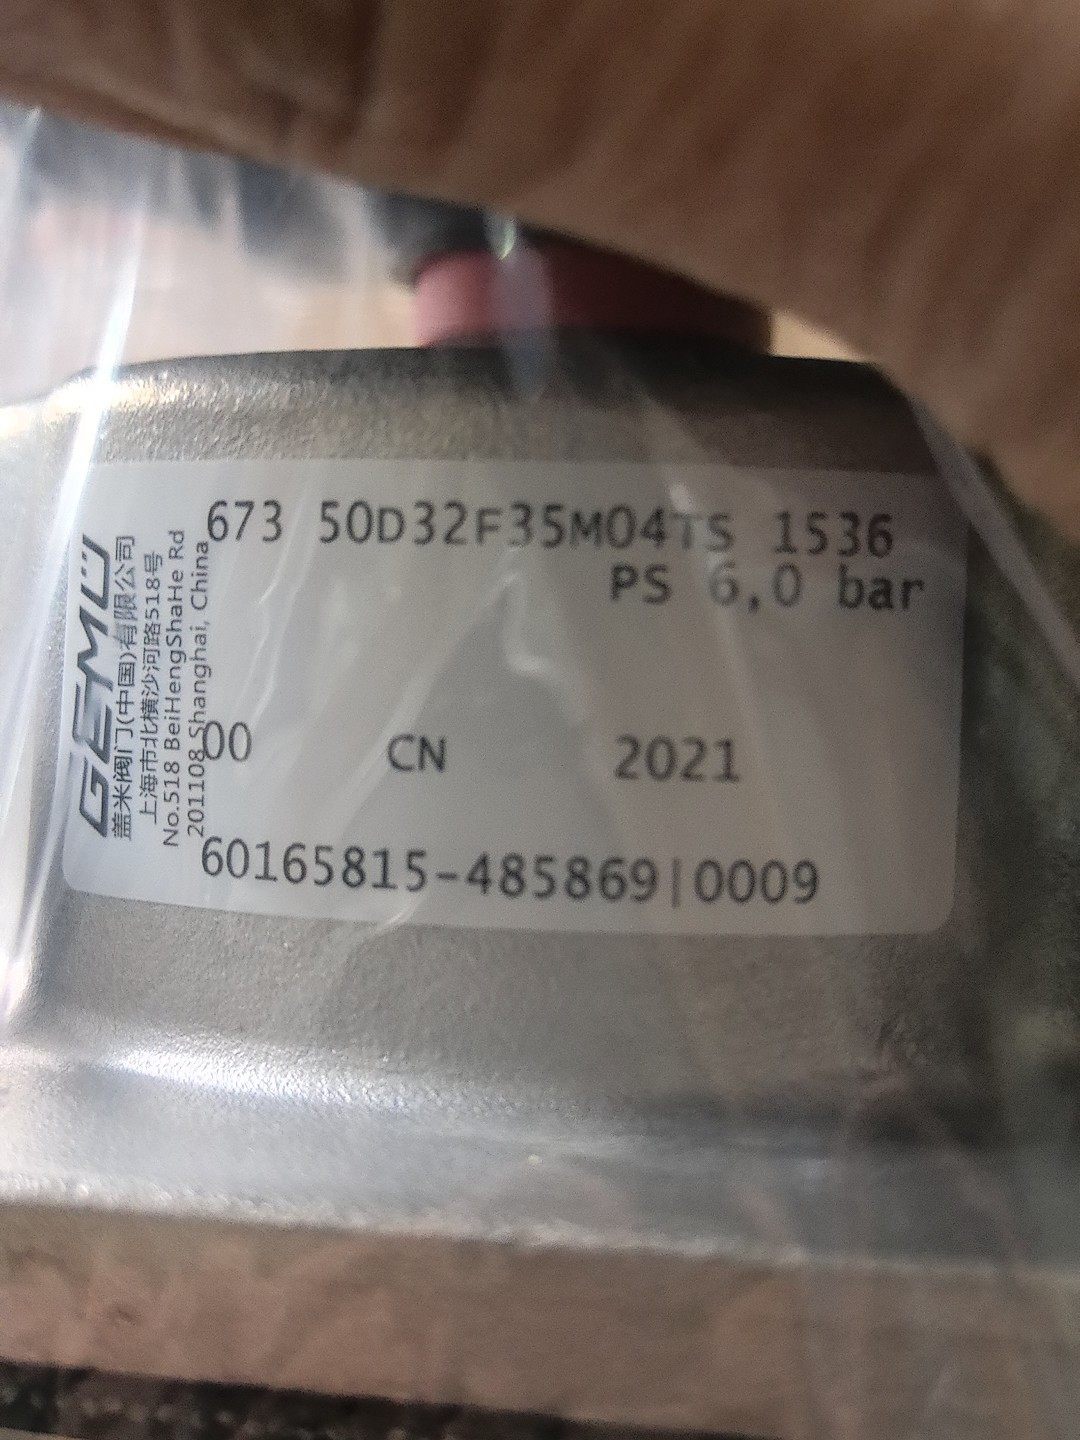 673 50D32F35M04TS 1536
PS 6,0 bar
00 CN 2021
60165815-485869|0009
GEMÜ
盖米阀门(中国)有限公司
上海市北横沙河路518号
No.518 BeiHengShaHe Rd
201108 Shanghai, China